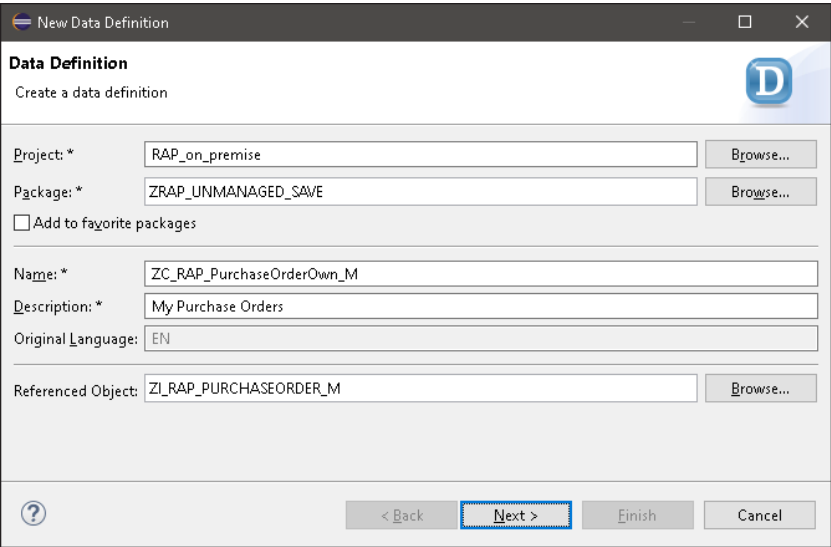 New Data Definition
Data Definition
Create a data definition
D
Project: * RAP_on_premise Browse...
Package: * ZRAP_UNMANAGED_SAVE Browse...
Add to favorite packages
Name: * ZC_RAP_PurchaseOrderOwn_M
Description: * My Purchase Orders
Original Language: EN
Referenced Object: ZI_RAP_PURCHASEORDER_M Browse...
? < Back Next > Finish Cancel